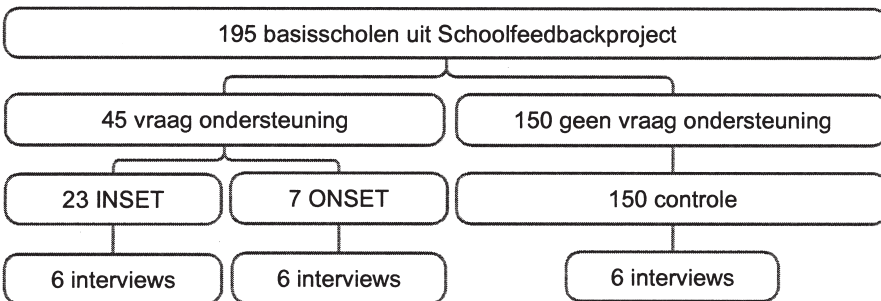 195 basisscholen uit Schoolfeedbackproject
45 vraag ondersteuning
150 geen vraag ondersteuning
23 INSET
7 ONSET
150 controle
6 interviews
6 interviews
6 interviews